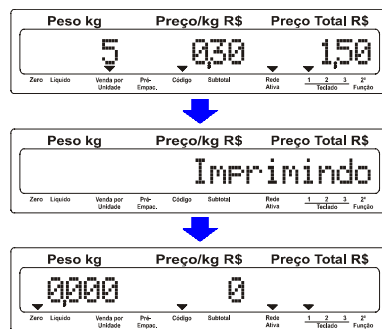 Peso kg Preço/kg R$ Preço Total R$
5 0,30 1,50
Zero Líquido Venda por Unidade Pré-Empac. Código Subtotal Rede Ativa 1 2 3 Teclado 2ª Função
Peso kg Preço/kg R$ Preço Total R$
Imprimindo
Zero Líquido Venda por Unidade Pré-Empac. Código Subtotal Rede Ativa 1 2 3 Teclado 2ª Função
Peso kg Preço/kg R$ Preço Total R$
0,000 0
Zero Líquido Venda por Unidade Pré-Empac. Código Subtotal Rede Ativa 1 2 3 Teclado 2ª Função